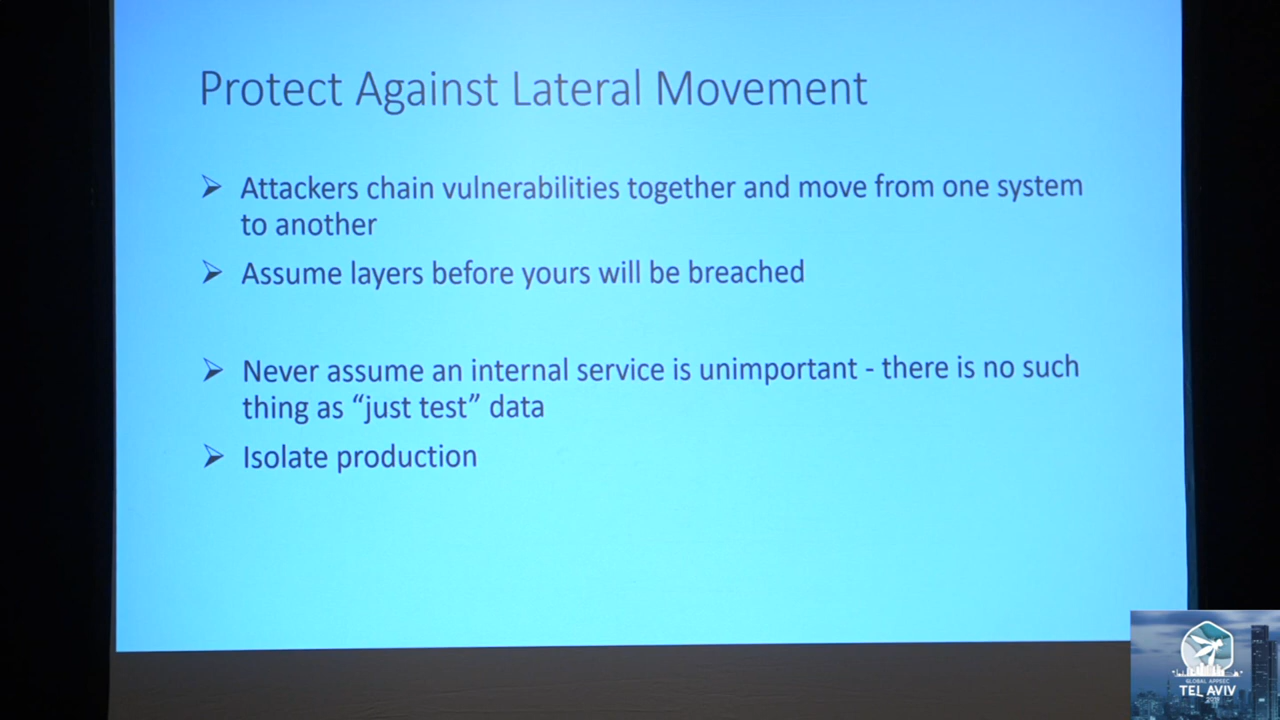 Protect Against Lateral Movement
➢ Attackers chain vulnerabilities together and move from one system
to another
➢ Assume layers before yours will be breached
➢ Never assume an internal service is unimportant - there is no such
thing as “just test” data
➢ Isolate production
GLOBAL APPSEC
TEL AVIV
2019